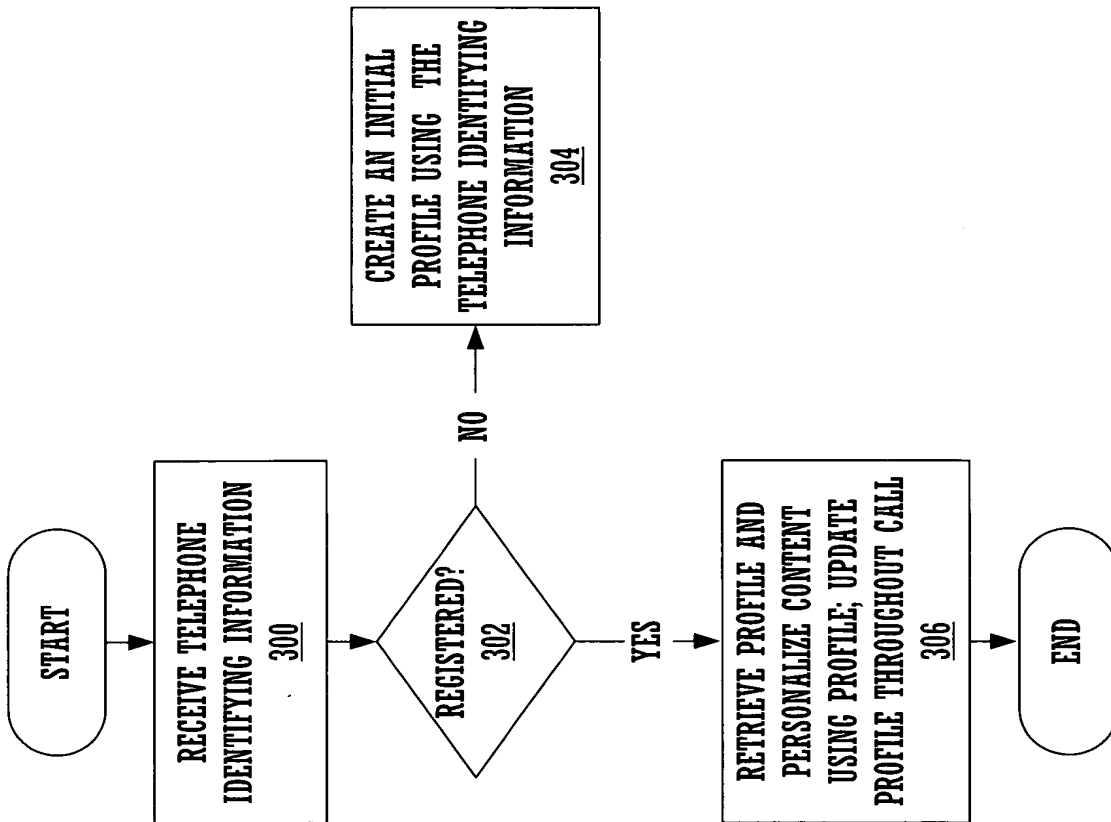 START
RECEIVE TELEPHONE
IDENTIFYING INFORMATION
300
REGISTERED?
302
NO
CREATE AN INITIAL
PROFILE USING THE
TELEPHONE IDENTIFYING
INFORMATION
304
YES
RETRIEVE PROFILE AND
PERSONALIZE CONTENT
USING PROFILE; UPDATE
PROFILE THROUGHOUT CALL
306
END